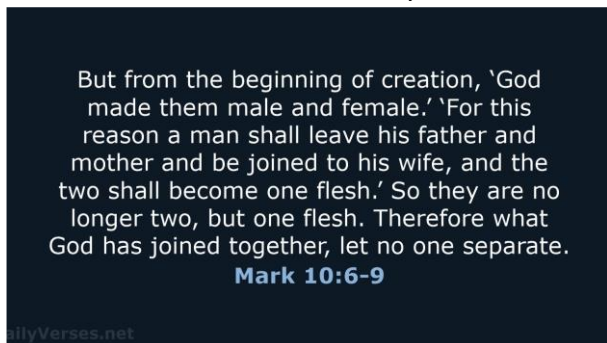 But from the beginning of creation, ‘God
made them male and female.’ ‘For this
reason a man shall leave his father and
mother and be joined to his wife, and the
two shall become one flesh.’ So they are no
longer two, but one flesh. Therefore what
God has joined together, let no one separate.
Mark 10:6-9
ailyVerses.net